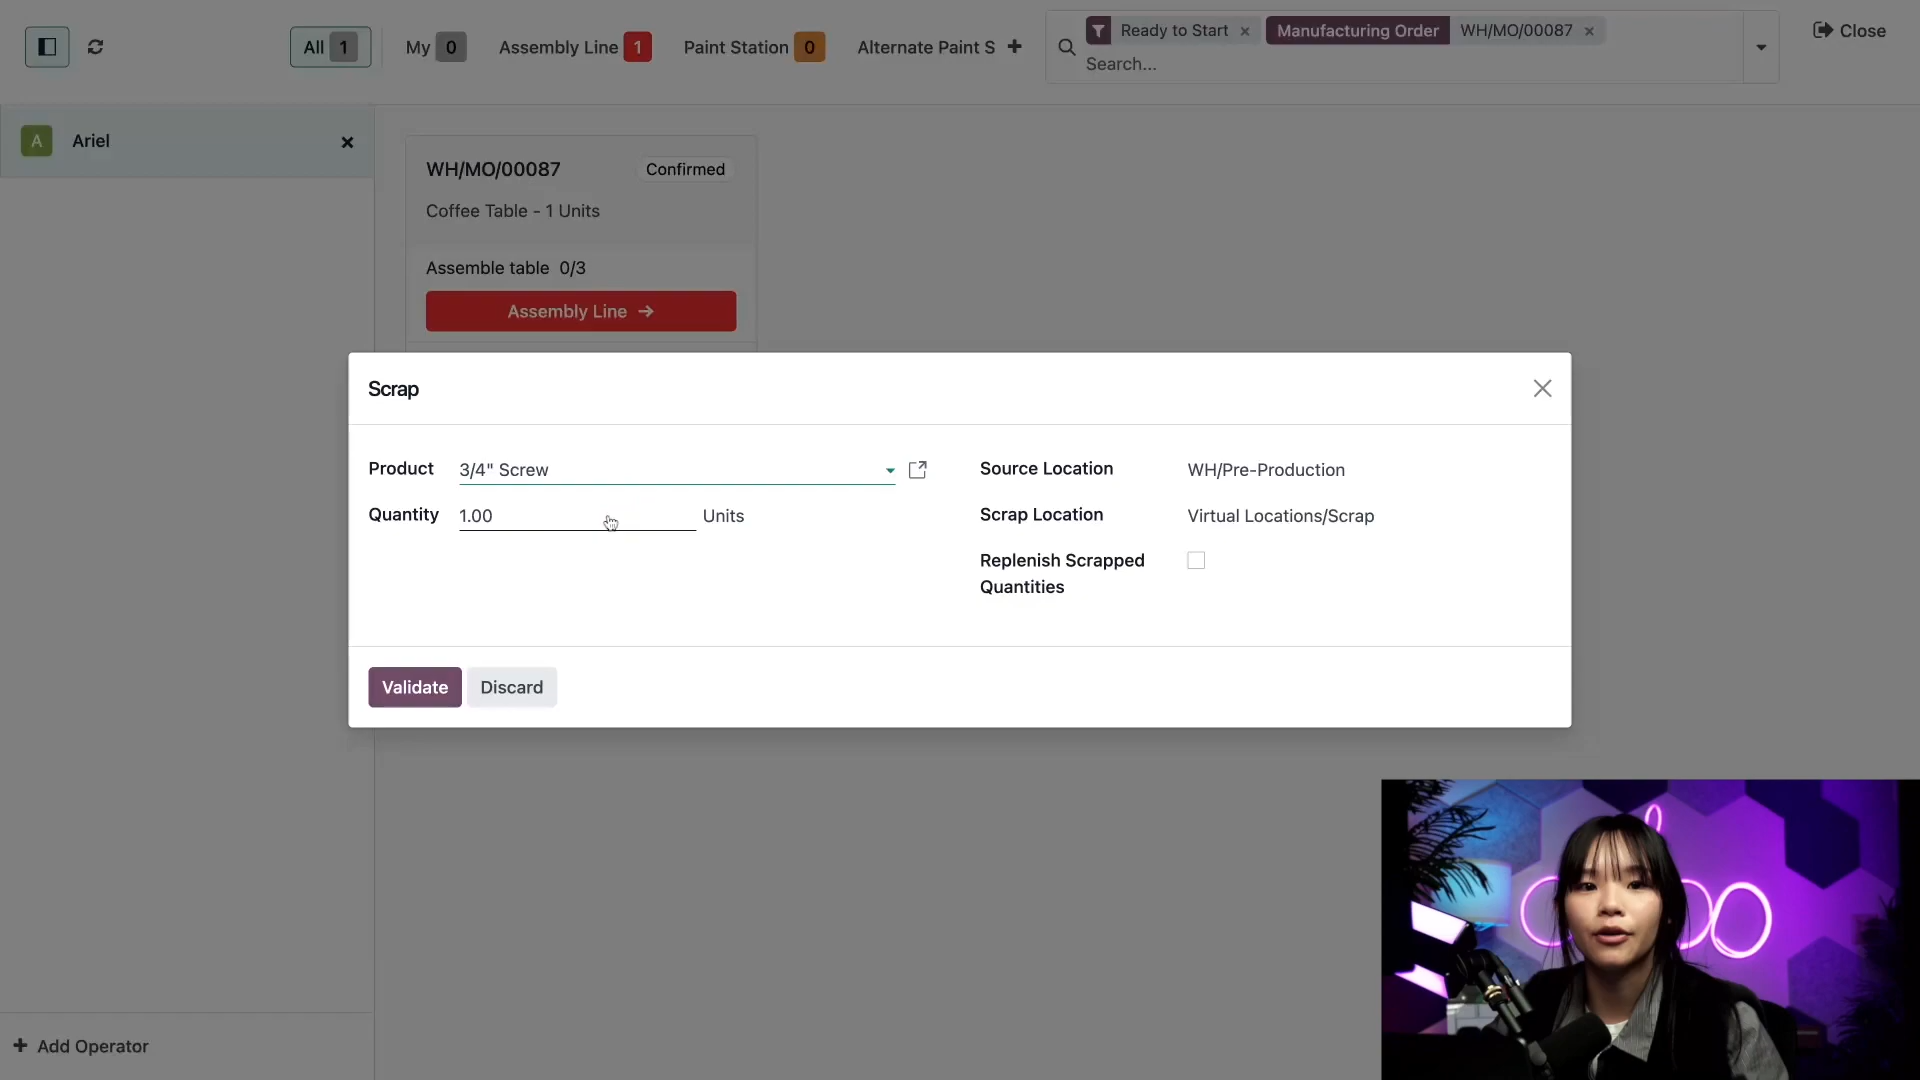 All 1
My 0
Assembly Line 1
Paint Station 0
Alternate Paint S
Ready to Start
Manufacturing Order WH/MO/00087
Search...
Close
A Ariel
WH/MO/00087 Confirmed
Coffee Table - 1 Units
Assemble table 0/3
Assembly Line
Scrap
Product 3/4" Screw
Quantity 1.00 Units
Source Location WH/Pre-Production
Scrap Location Virtual Locations/Scrap
Replenish Scrapped
Quantities
Validate
Discard
Add Operator